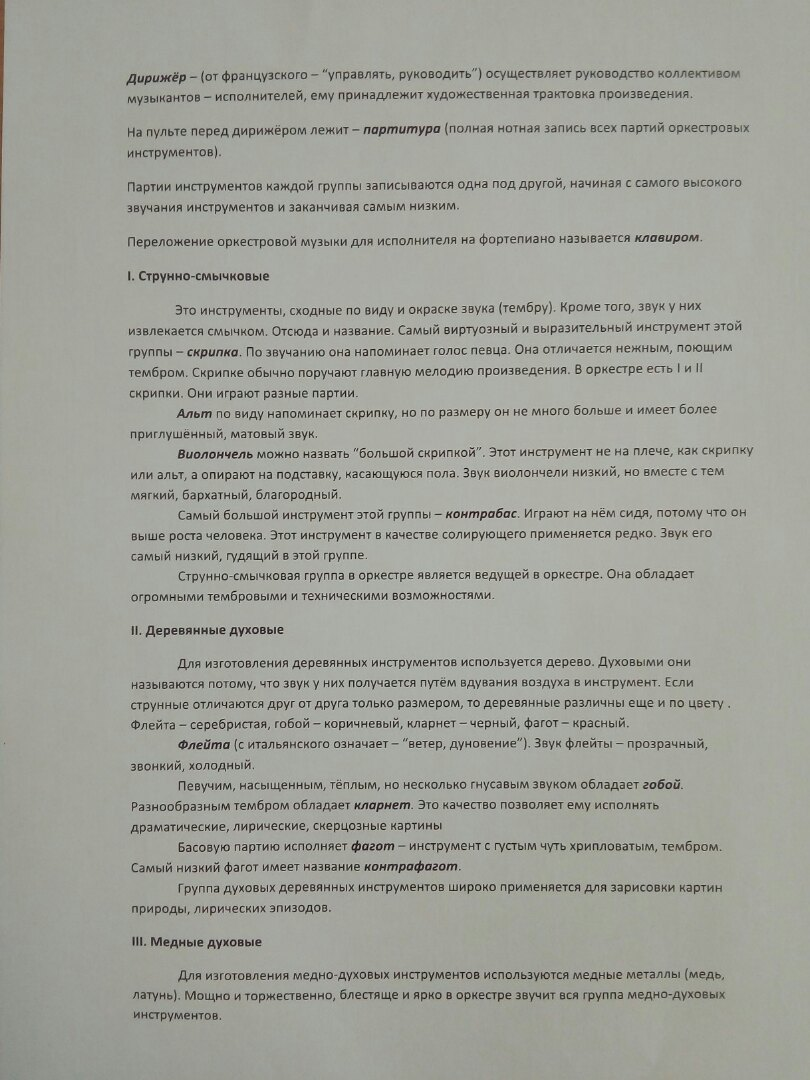 Дирижёр – (от французского – “управлять, руководить”) осуществляет руководство коллективом
музыкантов – исполнителей, ему принадлежит художественная трактовка произведения.
На пульте перед дирижёром лежит – партитура (полная нотная запись всех партий оркестровых
инструментов).
Партии инструментов каждой группы записываются одна под другой, начиная с самого высокого
звучания инструментов и заканчивая самым низким.
Переложение оркестровой музыки для исполнителя на фортепиано называется клавиром.
I. Струнно-смычковые
Это инструменты, сходные по виду и окраске звука (тембру). Кроме того, звук у них
извлекается смычком. Отсюда и название. Самый виртуозный и выразительный инструмент этой
группы – скрипка. По звучанию она напоминает голос певца. Она отличается нежным, поющим
тембром. Скрипке обычно поручают главную мелодию произведения. В оркестре есть I и II
скрипки. Они играют разные партии.
Альт по виду напоминает скрипку, но по размеру он не много больше и имеет более
приглушённый, матовый звук.
Виолончель можно назвать “большой скрипкой”. Этот инструмент не на плече, как скрипку
или альт, а опирают на подставку, касающуюся пола. Звук виолончели низкий, но вместе с тем
мягкий, бархатный, благородный.
Самый большой инструмент этой группы – контрабас. Играют на нём сидя, потому что он
выше роста человека. Этот инструмент в качестве солирующего применяется редко. Звук его
самый низкий, гудящий в этой группе.
Струнно-смычковая группа в оркестре является ведущей в оркестре. Она обладает
огромными тембровыми и техническими возможностями.
II. Деревянные духовые
Для изготовления деревянных инструментов используется дерево. Духовыми они
называются потому, что звук у них получается путём вдувания воздуха в инструмент. Если
струнные отличаются друг от друга только размером, то деревянные различны еще и по цвету .
Флейта – серебристая, гобой – коричневый, кларнет – черный, фагот – красный.
Флейта (с итальянского означает – “ветер, дуновение”). Звук флейты – прозрачный,
звонкий, холодный.
Певучим, насыщенным, тёплым, но несколько гнусавым звуком обладает гобой.
Разнообразным тембром обладает кларнет. Это качество позволяет ему исполнять
драматические, лирические, скерцозные картины
Басовую партию исполняет фагот – инструмент с густым чуть хрипловатым, тембром.
Самый низкий фагот имеет название контрафагот.
Группа духовых деревянных инструментов широко применяется для зарисовки картин
природы, лирических эпизодов.
III. Медные духовые
Для изготовления медно-духовых инструментов используются медные металлы (медь,
латунь). Мощно и торжественно, блестяще и ярко в оркестре звучит вся группа медно-духовых
инструментов.